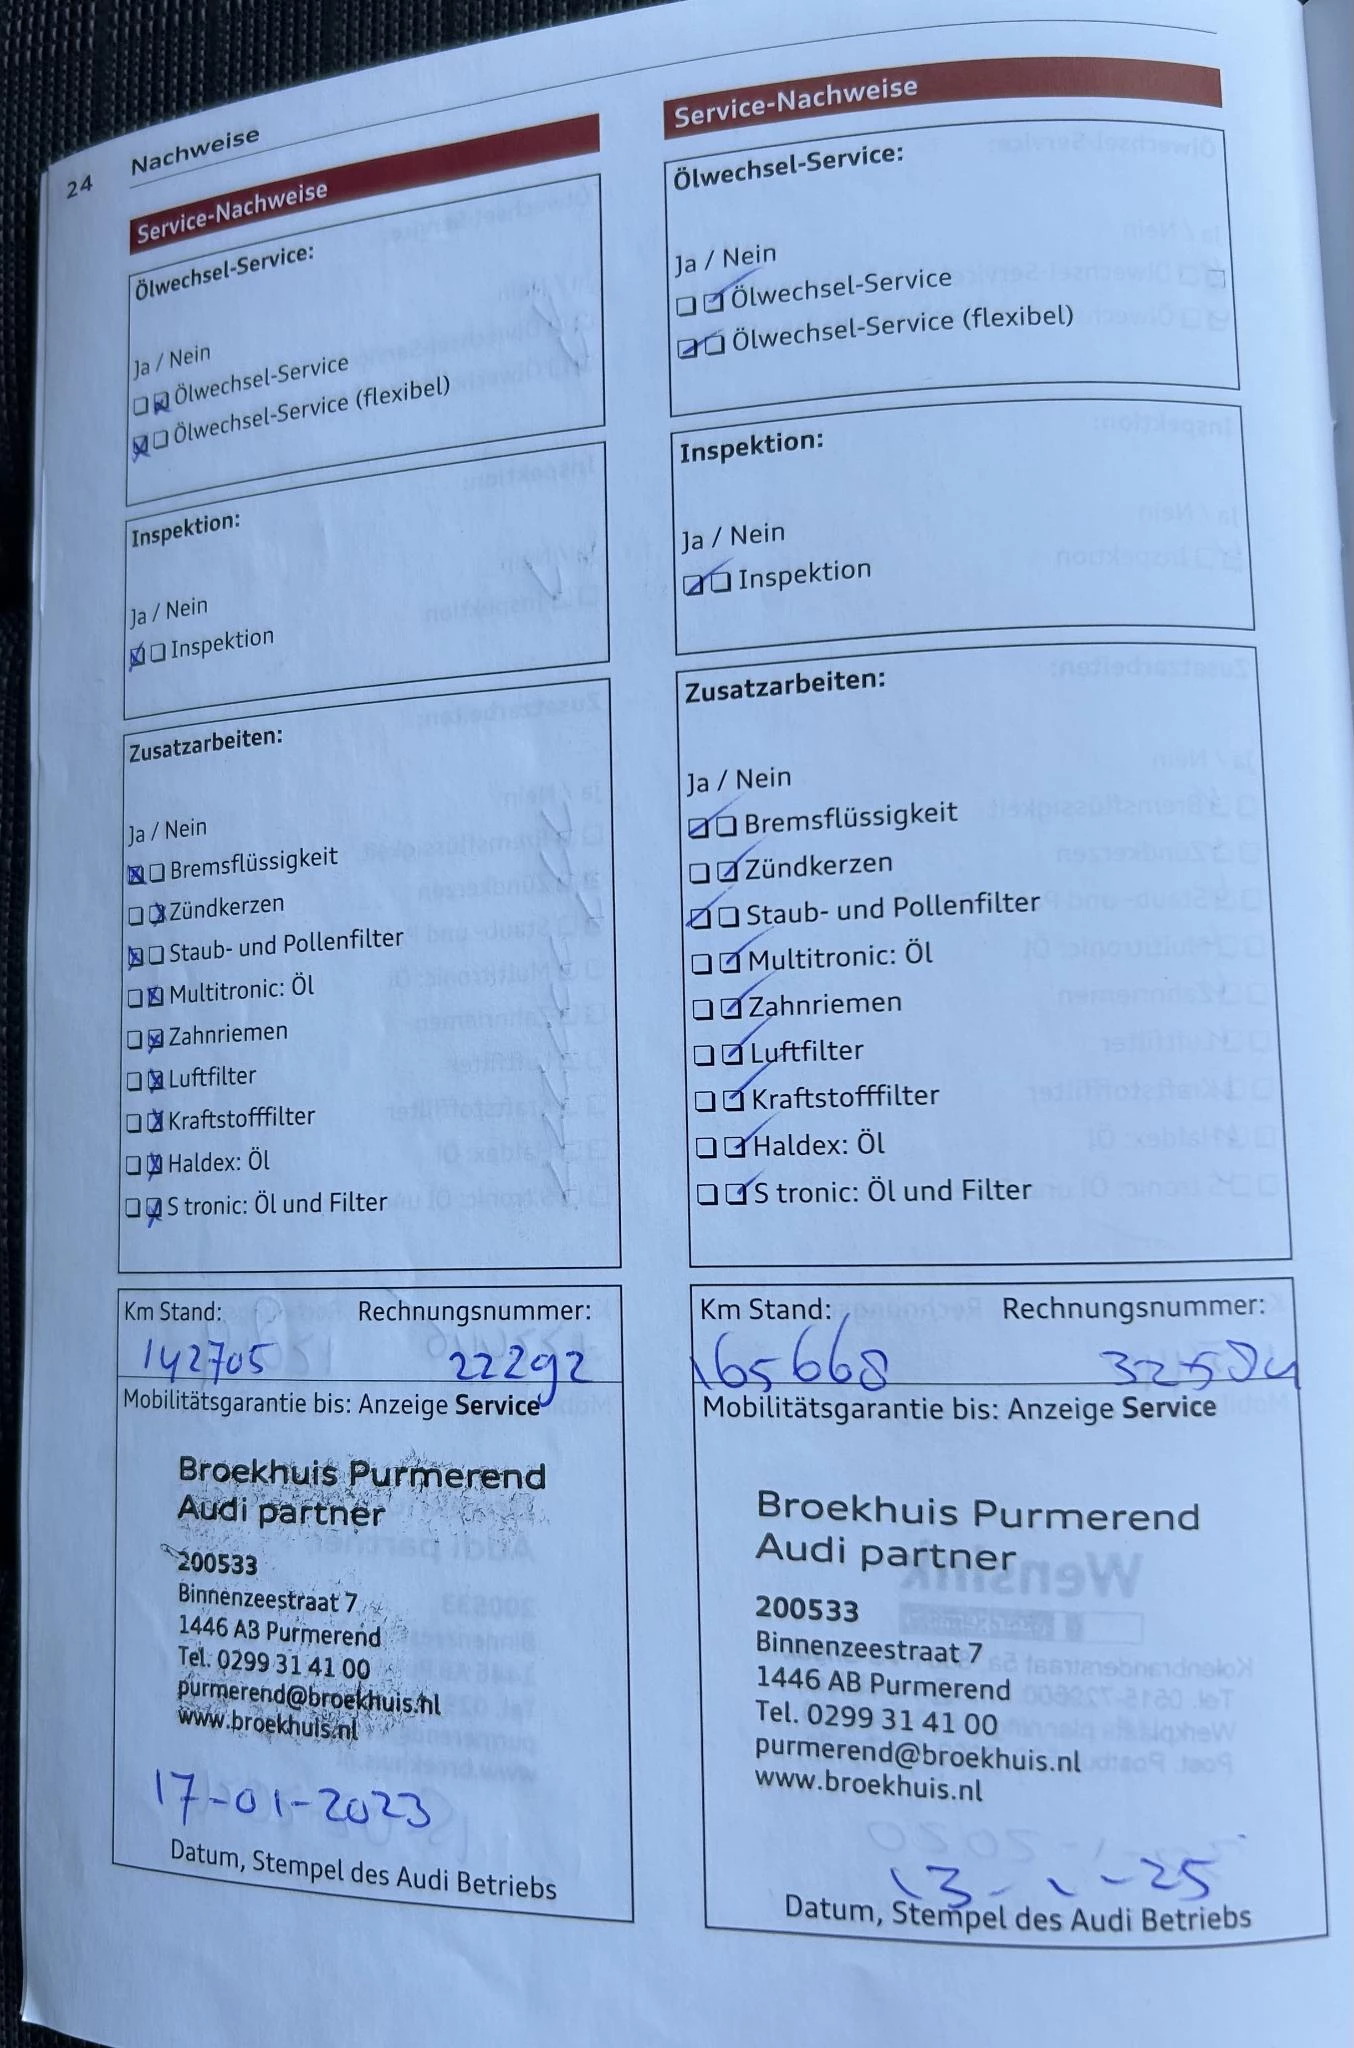 24 Nachweise
Service-Nachweise
Ölwechsel-Service:
Ja / Nein
Ölwechsel-Service
Ölwechsel-Service (flexibel)
Inspektion:
Ja / Nein
Inspektion
Zusatzarbeiten:
Ja / Nein
Bremsflüssigkeit
Zündkerzen
Staub- und Pollenfilter
Multitronic: Öl
Zahnriemen
Luftfilter
Kraftstofffilter
Haldex: Öl
S tronic: Öl und Filter
Km Stand: Rechnungsnummer:
142705 222292
Mobilitätsgarantie bis: Anzeige Service
Broekhuis Purmerend
Audi partner
200533
Binnenzeestraat 7
1446 AB Purmerend
Tel. 0299 31 41 00
purmerend@broekhuis.nl
www.broekhuis.nl
17-01-2023
Datum, Stempel des Audi Betriebs
Service-Nachweise
Ölwechsel-Service:
Ja / Nein
Ölwechsel-Service
Ölwechsel-Service (flexibel)
Inspektion:
Ja / Nein
Inspektion
Zusatzarbeiten:
Ja / Nein
Bremsflüssigkeit
Zündkerzen
Staub- und Pollenfilter
Multitronic: Öl
Zahnriemen
Luftfilter
Kraftstofffilter
Haldex: Öl
S tronic: Öl und Filter
Km Stand: Rechnungsnummer:
165668
Mobilitätsgarantie bis: Anzeige Service
Broekhuis Purmerend
Audi partner
200533
Binnenzeestraat 7
1446 AB Purmerend
Tel. 0299 31 41 00
purmerend@broekhuis.nl
www.broekhuis.nl
13-1-25
Datum, Stempel des Audi Betriebs